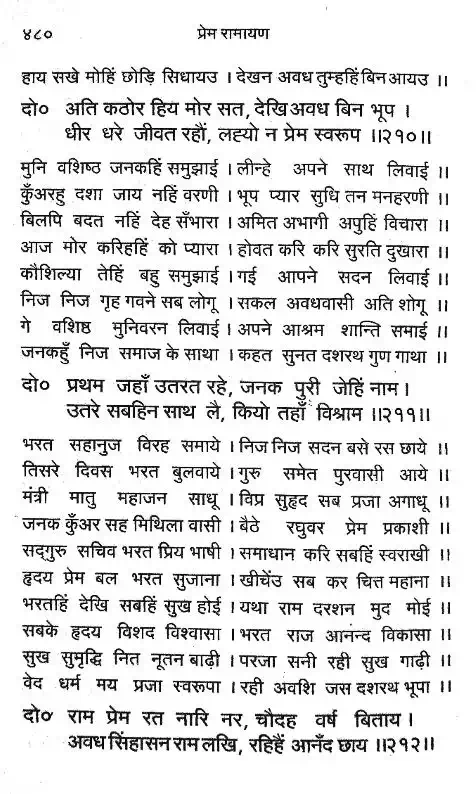 ४८०
प्रेम रामायण
हाय सखे मोहिं छोड़ि सिधायउ । देखन अवध तुम्हहिं बिन आयउ ।।
दो० अति कठोर हिय मोर सत, देखि अवध बिन भूप ।
धीर धरे जीवत रहौं, लह्यो न प्रेम स्वरूप ।।२१०।।
मुनि वशिष्ठ जनकहिं समुझाई । लीन्हे अपने साथ लिवाई ।।
कुँअरहु दशा जाय नहिं वरणी । भूप प्यार सुधि तन मनहरणी ।।
बिलपि बदत नहिं देह सँभारा । अमित अभागी अपुहिं विचारा ।।
आज मोर करिहहिं को प्यारा । होवत करि करि सुरति दुखारा ।।
कौशिल्या तेहिं बहु समुझाई । गई आपने सदन लिवाई ।।
निज निज गृह गवने सब लोगू । सकल अवधवासी अति शोगू ।।
गे वशिष्ठ मुनिवरन लिवाई । अपने आश्रम शान्ति समाई ।।
जनकहुँ निज समाज के साथा । कहत सुनत दशरथ गुण गाथा ।।
दो० प्रथम जहाँ उतरत रहे, जनक पुरी जेहिं नाम ।
उतरे सबहिन साथ लै, कियो तहाँ विश्राम ।।२११।।
भरत सहानुज विरह समाये । निज निज सदन बसे रस छाये ।।
तिसरे दिवस भरत बुलवाये । गुरु समेत पुरवासी आये ।।
मंत्री मातु महाजन साधू । विप्र सुहृद सब प्रजा अगाधू ।।
जनक कुँअर सह मिथिला वासी । बैठे रघुवर प्रेम प्रकाशी ।।
सद्गुरु सचिव भरत प्रिय भाषी । समाधान करि सबहिं स्वराखी ।।
हृदय प्रेम बल भरत सुजाना । खीचेंउ सब कर चित्त महाना ।।
भरतहिं देखि सबहिं सुख होई । यथा राम दरशन मुद मोई ।।
सबके हृदय विशद विश्वासा । भरत राज आनन्द विकासा ।।
सुख सुमृद्धि नित नूतन बाढ़ी । परजा सनी रही सुख गाढ़ी ।।
वेद धर्म मय प्रजा स्वरूपा । रही अवशि जस दशरथ भूपा ।।
दो० राम प्रेम रत नारि नर, चौदह वर्ष बिताय ।
अवध सिंहासन राम लखि, रहिहैं आनँद छाय ।।२१२।।